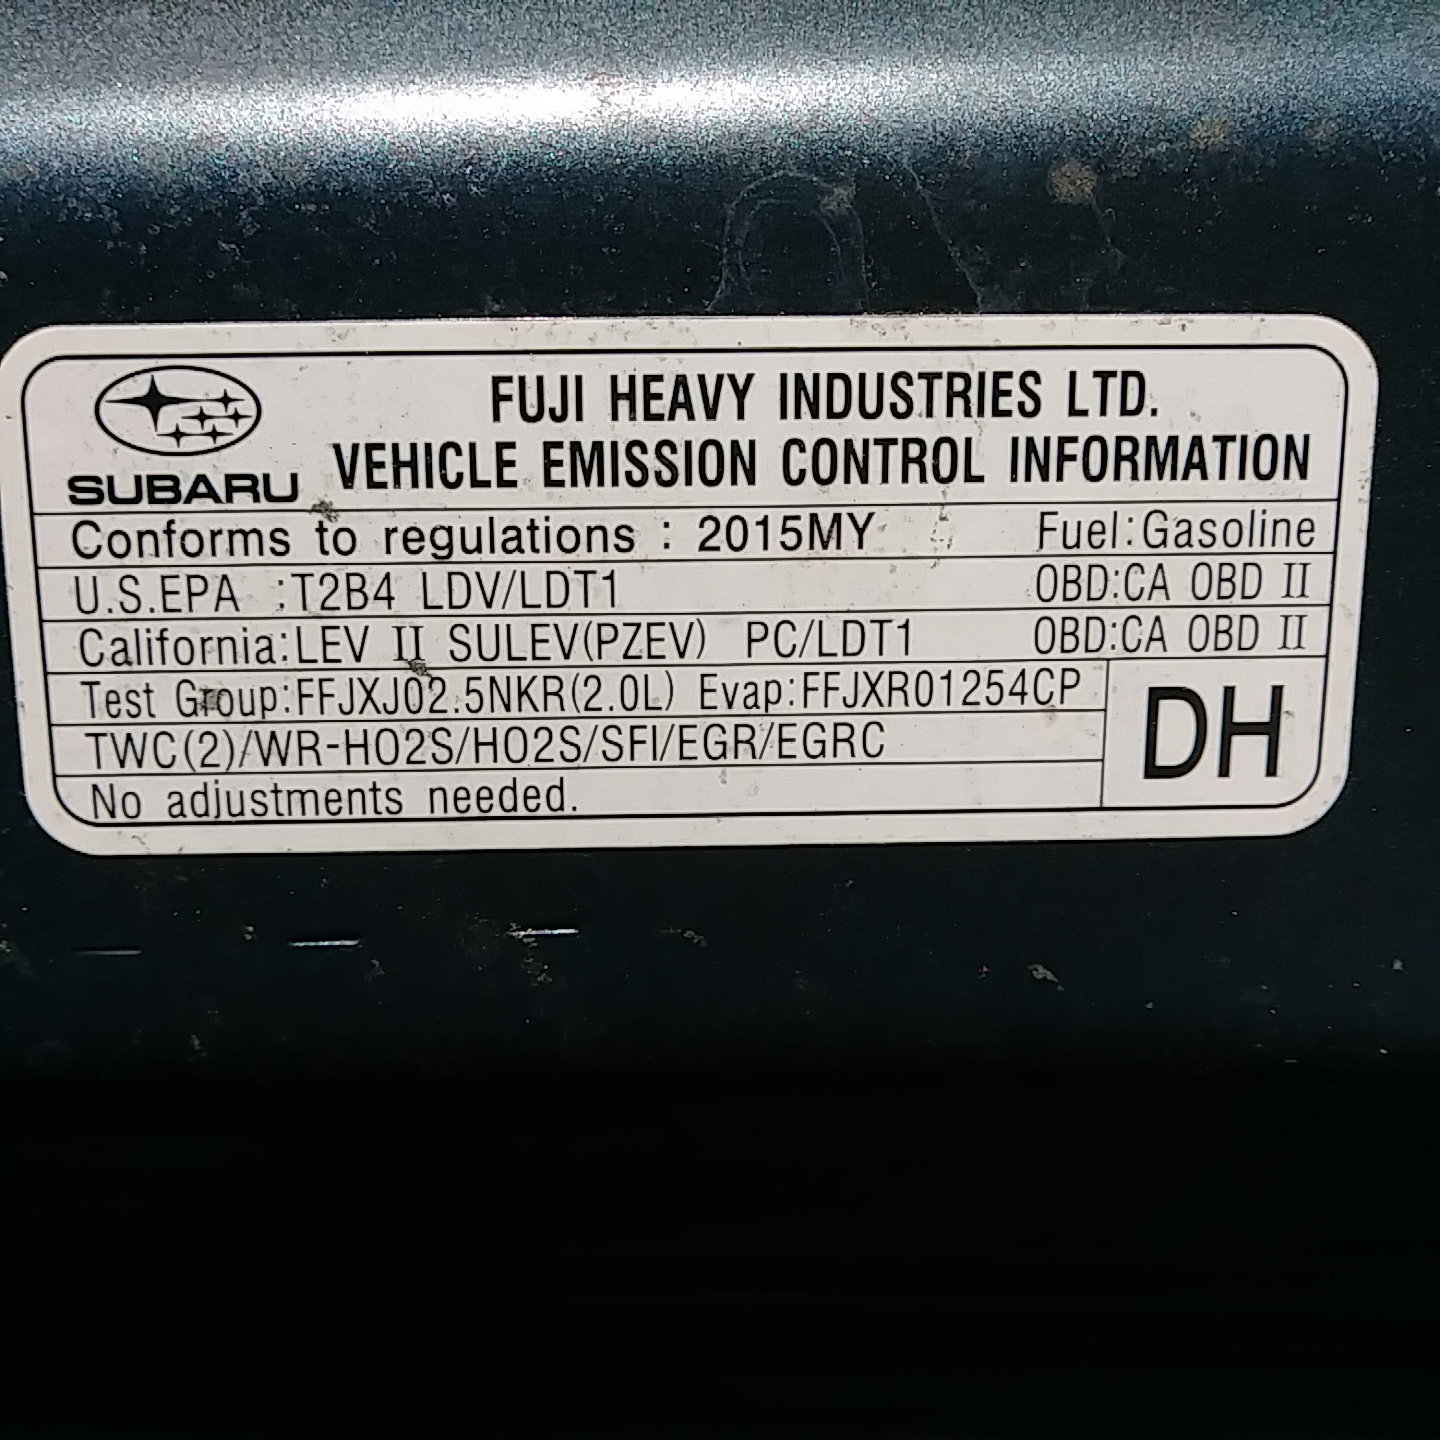 FUJI HEAVY INDUSTRIES LTD.
SUBARU VEHICLE EMISSION CONTROL INFORMATION
Conforms to regulations : 2015MY Fuel:Gasoline
U.S.EPA :T2B4 LDV/LDT1 OBD:CA OBD II
California:LEV II SULEV(PZEV) PC/LDT1 OBD:CA OBD II
Test Group:FFJXJ02.5NKR(2.0L) Evap:FFJXR01254CP
TWC(2)/WR-HO2S/HO2S/SFI/EGR/EGRC
DH
No adjustments needed.